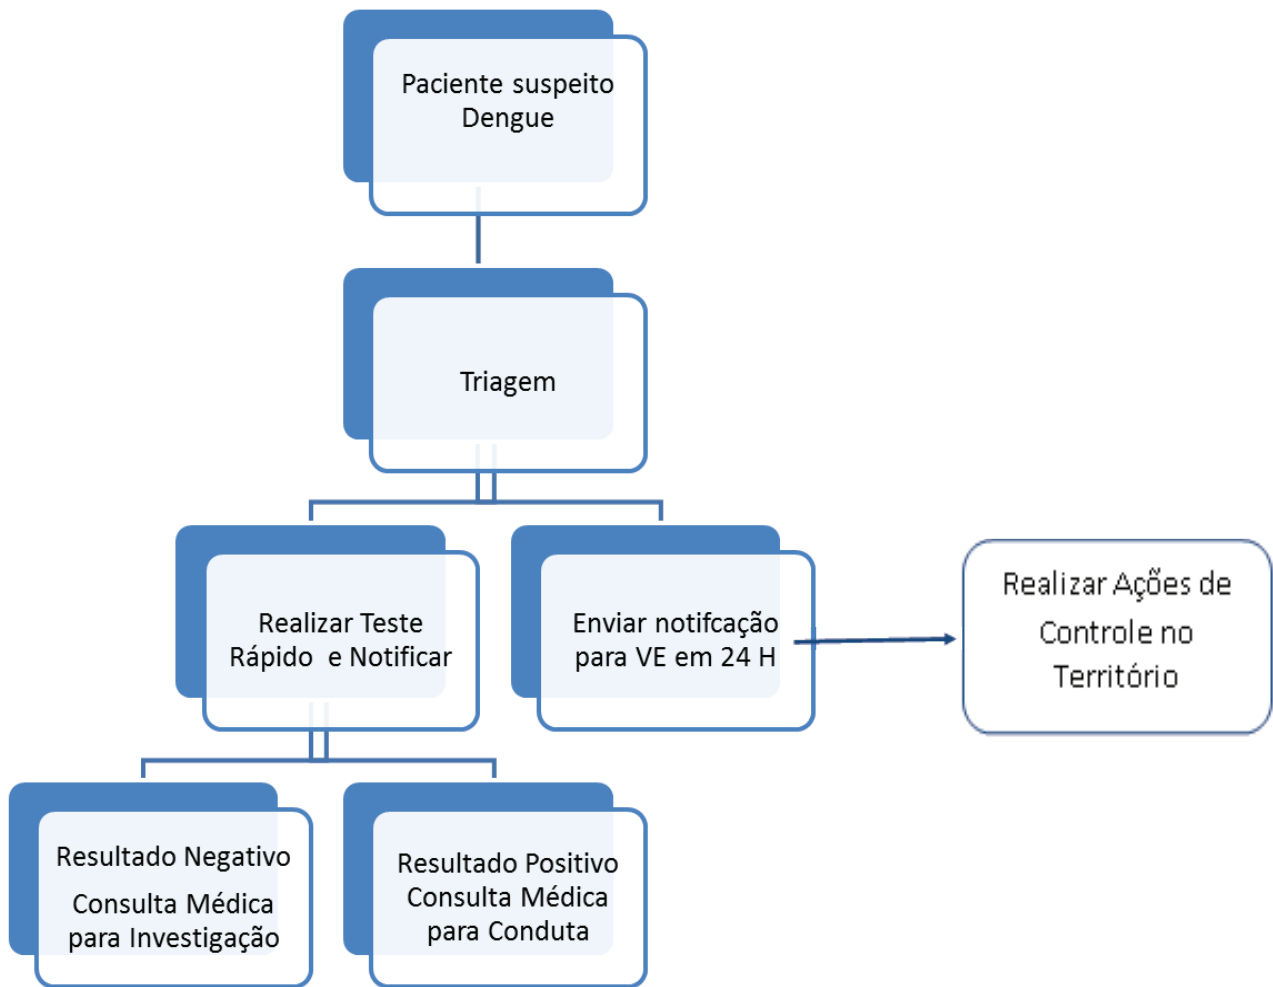 Paciente suspeito
Dengue
Triagem
Realizar Teste
Rápido e Notificar
Enviar notifcação
para VE em 24 H
Realizar Ações de
Controle no
Território
Resultado Negativo
Consulta Médica
para Investigação
Resultado Positivo
Consulta Médica
para Conduta